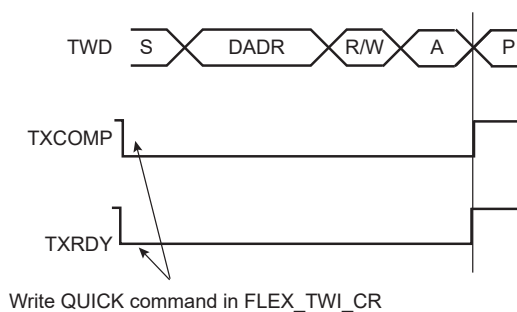 TWD S DADR R/W A P
TXCOMP
TXRDY
Write QUICK command in FLEX_TWI_CR